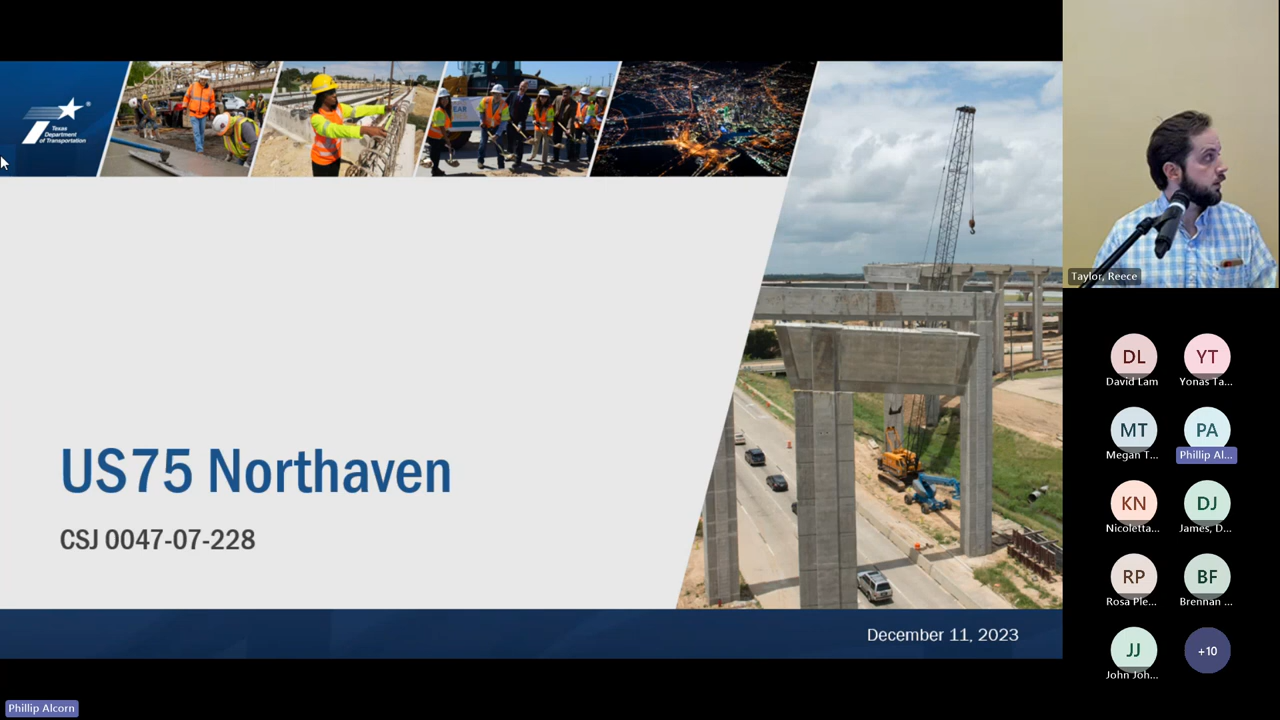 Texas
Department
of Transportation
®
US75 Northaven
CSJ 0047-07-228
December 11, 2023
Taylor, Reece
DL
David Lam
YT
Yonas Ta...
MT
Megan T...
PA
Phillip Al...
KN
Nicoletta...
DJ
James, D...
RP
Rosa Ple...
BF
Brennan ...
JJ
John Joh...
+10
Phillip Alcorn